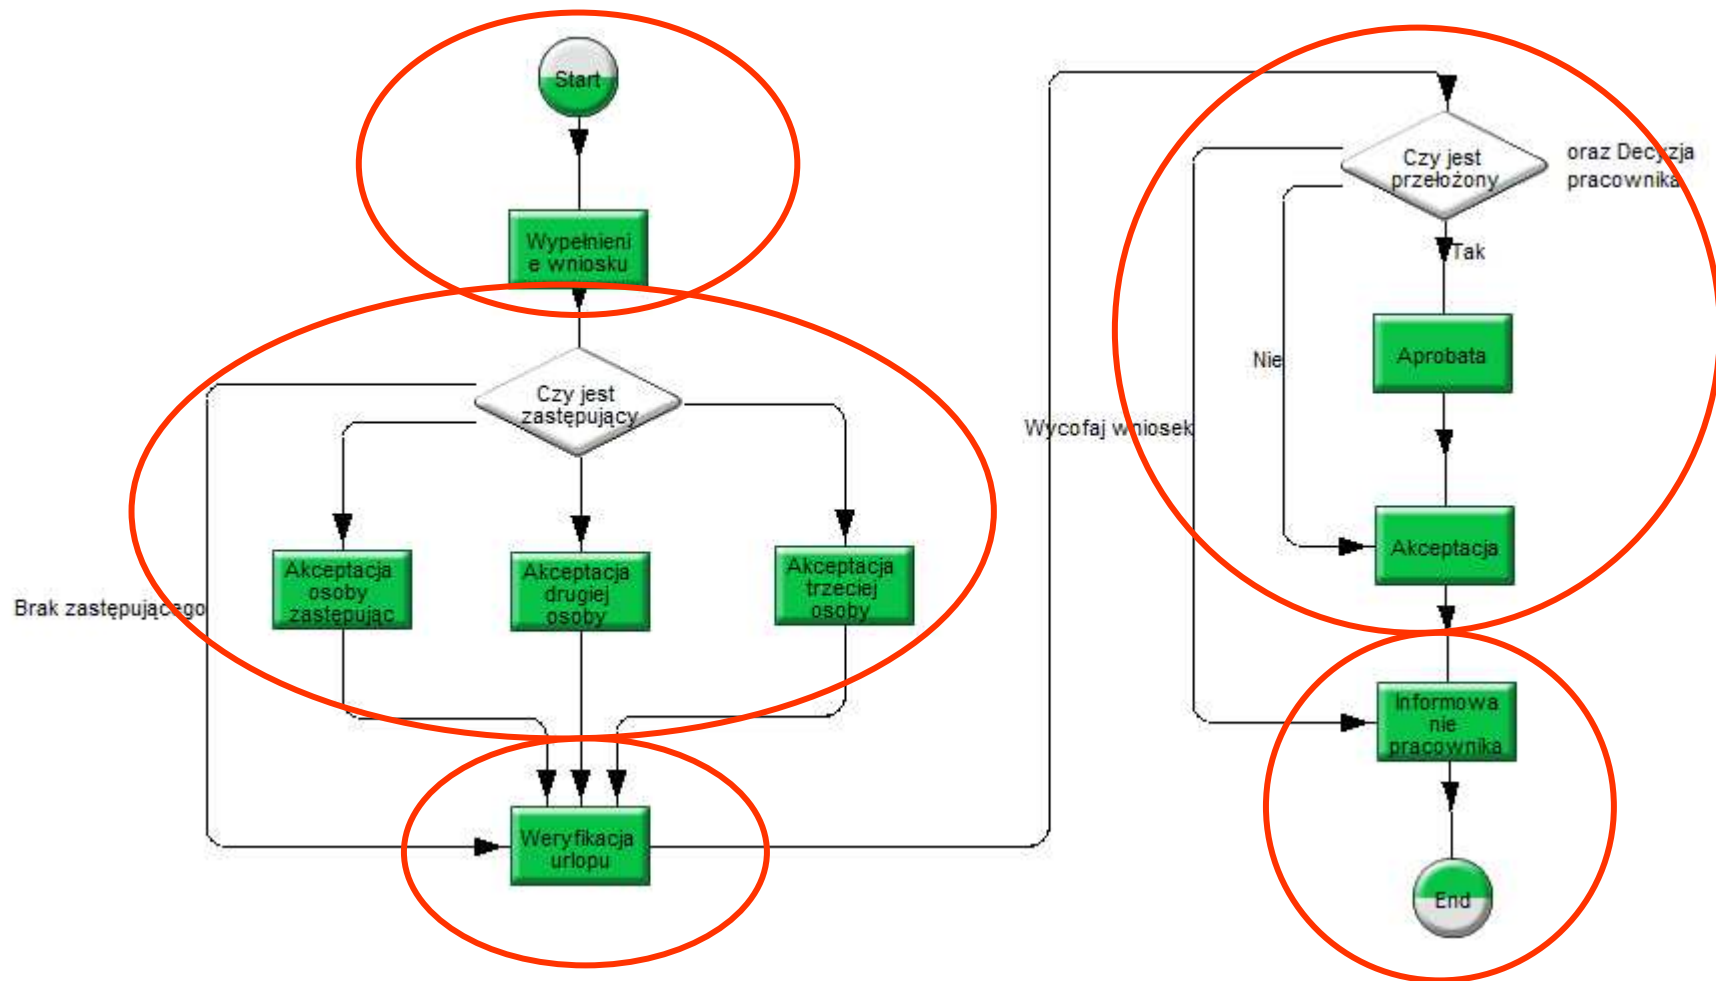 Start
Wypełnieni
e wniosku
Czy jest
zastępujący
Akceptacja
osoby
zastępując
Akceptacja
drugiej
osoby
Akceptacja
trzeciej
osoby
Brak zastępującego
Weryfikacja
urlopu
Czy jest
przełożony
oraz Decyzja
pracownika
Tak
Nie
Aprobata
Wycofaj wniosek
Akceptacja
Informowa
nie
pracownika
End